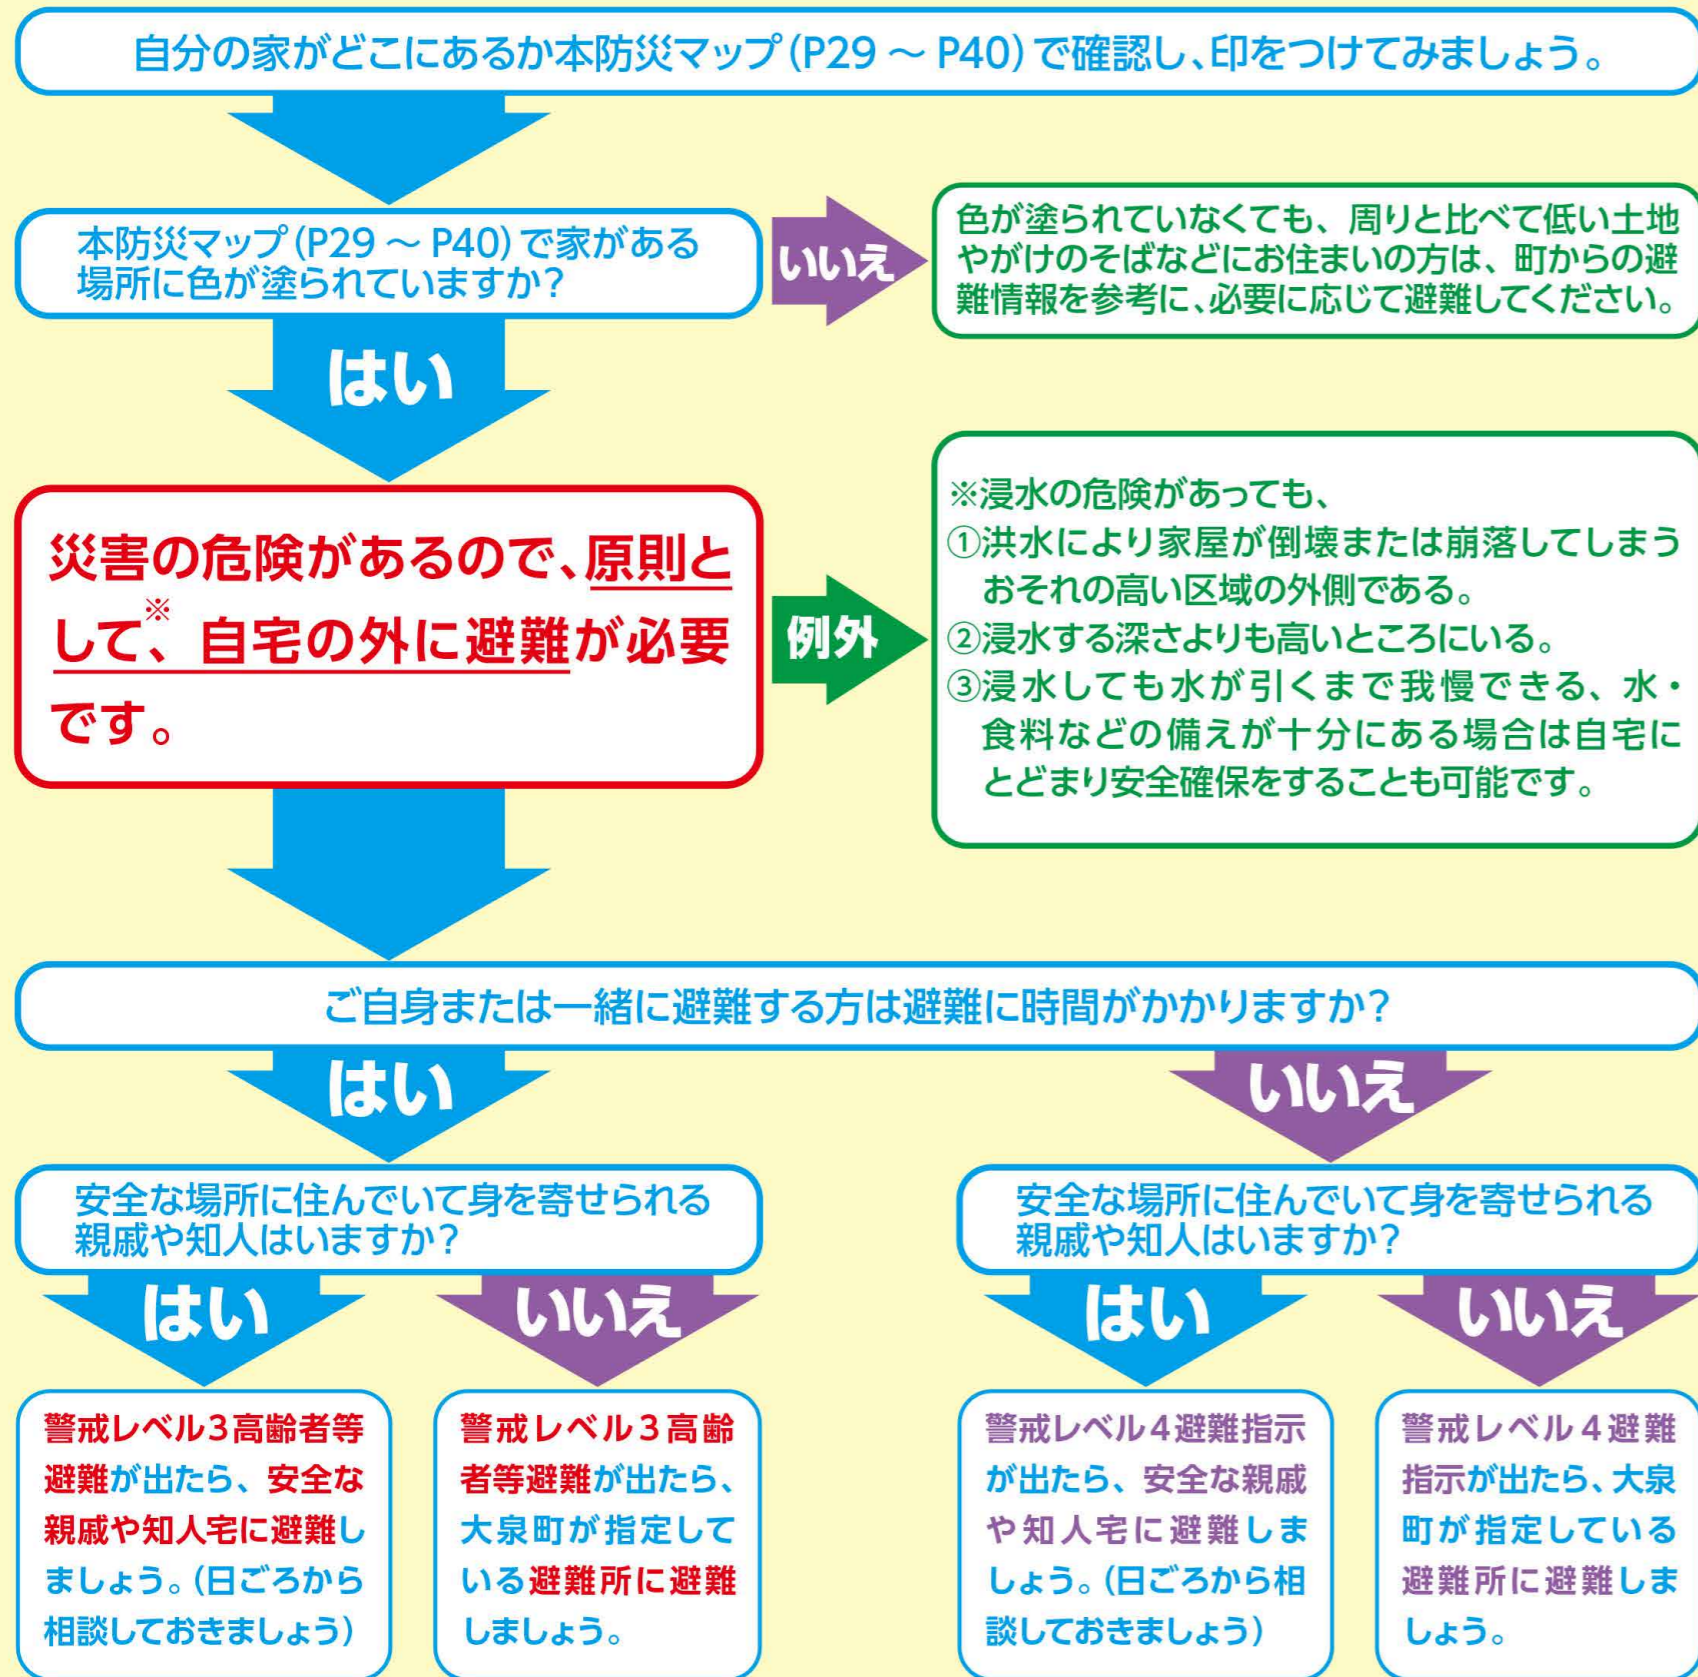 自分の家がどこにあるか本防災マップ(P29 ～ P40)で確認し、印をつけてみましょう。
本防災マップ(P29 ～ P40)で家がある
場所に色が塗られていますか?
いいえ
色が塗られていなくても、周りと比べて低い土地
やがけのそばなどにお住まいの方は、町からの避
難情報を参考に、必要に応じて避難してください。
はい
災害の危険があるので、原則と
して※、自宅の外に避難が必要
です。
例外
※浸水の危険があっても、
①洪水により家屋が倒壊または崩落してしまう
おそれの高い区域の外側である。
②浸水する深さよりも高いところにいる。
③浸水しても水が引くまで我慢できる、水・
食料などの備えが十分にある場合は自宅に
とどまり安全確保をすることも可能です。
ご自身または一緒に避難する方は避難に時間がかかりますか?
はい
いいえ
安全な場所に住んでいて身を寄せられる
親戚や知人はいますか?
はい
いいえ
安全な場所に住んでいて身を寄せられる
親戚や知人はいますか?
はい
いいえ
警戒レベル3高齢者等
避難が出たら、安全な
親戚や知人宅に避難し
ましょう。(日ごろから
相談しておきましょう)
警戒レベル3高齢
者等避難が出たら、
大泉町が指定して
いる避難所に避難
しましょう。
警戒レベル4避難指示
が出たら、安全な親戚
や知人宅に避難しま
しょう。(日ごろから相
談しておきましょう)
警戒レベル4避難
指示が出たら、大泉
町が指定している
避難所に避難しま
しょう。